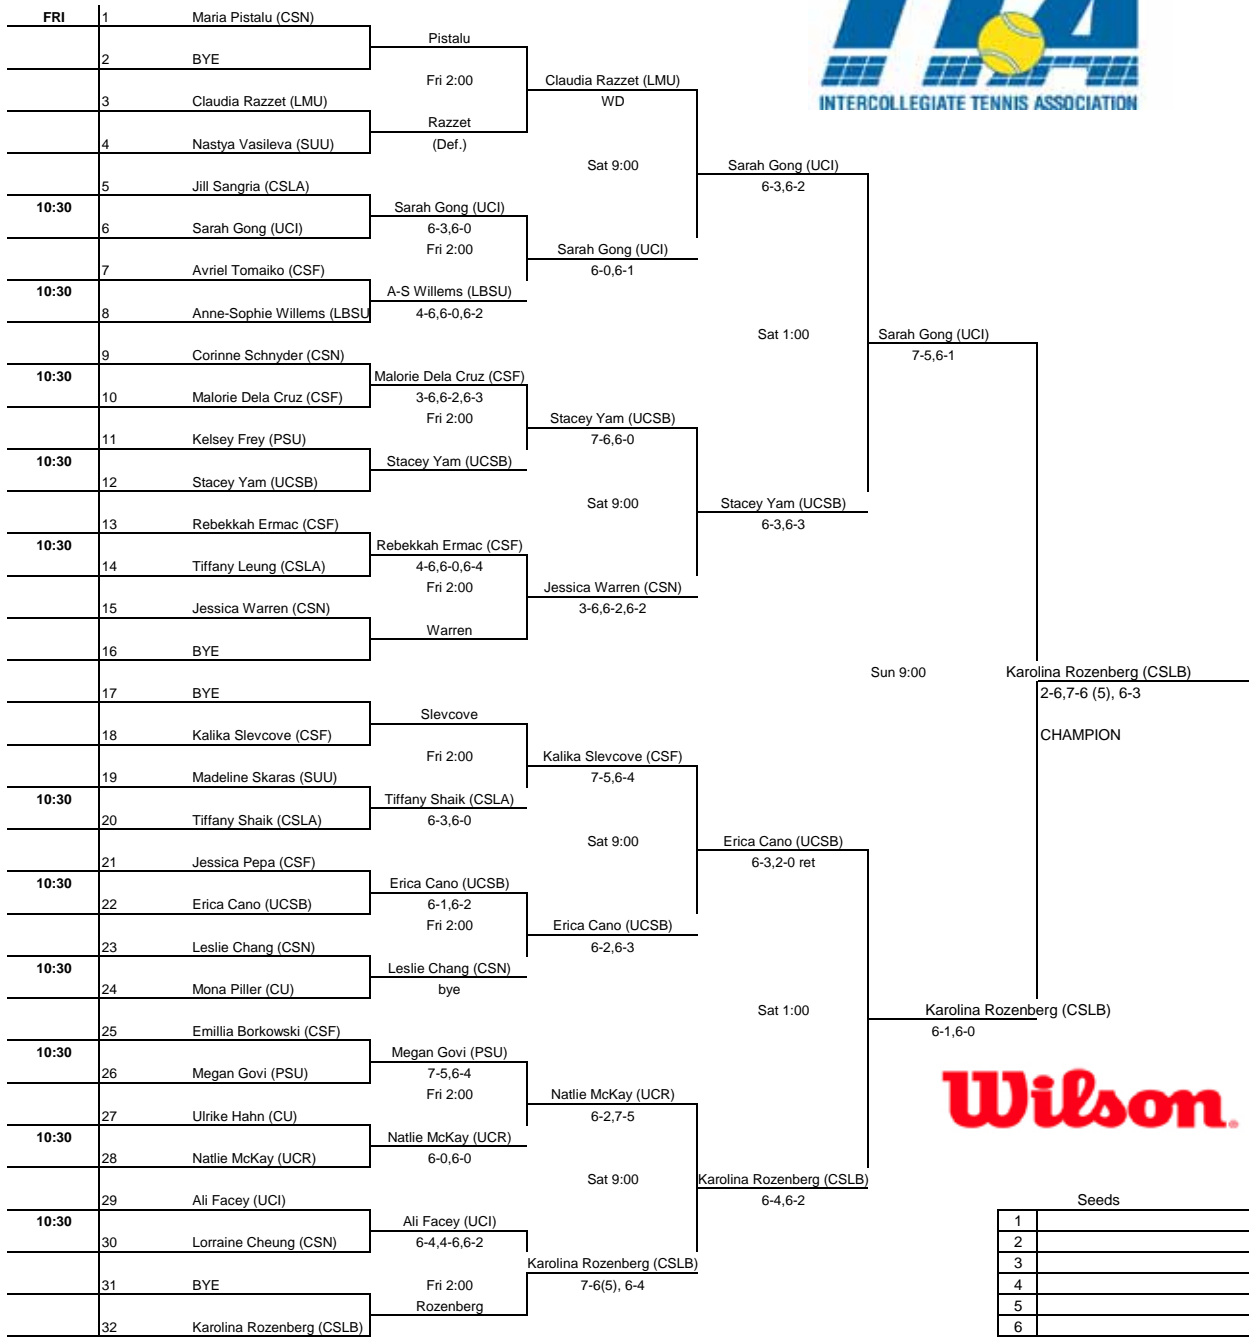 FRI 1 Maria Pistalu (CSN)
Pistalu
2 BYE
Fri 2:00 Claudia Razzet (LMU)
INTERCOLLEGIATE TENNIS ASSOCIATION
3 Claudia Razzet (LMU) WD
Razzet
4 Nastya Vasileva (SUU) (Def.)
Sat 9:00 Sarah Gong (UCI)
5 Jill Sangria (CSLA) 6-3,6-2
10:30 Sarah Gong (UCI)
6 Sarah Gong (UCI) 6-3,6-0
Fri 2:00 Sarah Gong (UCI)
7 Avriel Tomaiko (CSF) 6-0,6-1
10:30 A-S Willems (LBSU)
8 Anne-Sophie Willems (LBSU 4-6,6-0,6-2
Sat 1:00 Sarah Gong (UCI)
9 Corinne Schnyder (CSN) 7-5,6-1
10:30 Malorie Dela Cruz (CSF)
10 Malorie Dela Cruz (CSF) 3-6,6-2,6-3
Fri 2:00 Stacey Yam (UCSB)
11 Kelsey Frey (PSU) 7-6,6-0
10:30 Stacey Yam (UCSB)
12 Stacey Yam (UCSB)
Sat 9:00 Stacey Yam (UCSB)
13 Rebekkah Ermac (CSF) 6-3,6-3
10:30 Rebekkah Ermac (CSF)
14 Tiffany Leung (CSLA) 4-6,6-0,6-4
Fri 2:00 Jessica Warren (CSN)
15 Jessica Warren (CSN) 3-6,6-2,6-2
Warren
16 BYE
Sun 9:00 Karolina Rozenberg (CSLB)
17 BYE 2-6,7-6 (5), 6-3
Slevcove
18 Kalika Slevcove (CSF) CHAMPION
Fri 2:00 Kalika Slevcove (CSF)
19 Madeline Skaras (SUU) 7-5,6-4
10:30 Tiffany Shaik (CSLA)
20 Tiffany Shaik (CSLA) 6-3,6-0
Sat 9:00 Erica Cano (UCSB)
21 Jessica Pepa (CSF) 6-3,2-0 ret
10:30 Erica Cano (UCSB)
22 Erica Cano (UCSB) 6-1,6-2
Fri 2:00 Erica Cano (UCSB)
23 Leslie Chang (CSN) 6-2,6-3
10:30 Leslie Chang (CSN)
24 Mona Piller (CU) bye
Sat 1:00 Karolina Rozenberg (CSLB)
25 Emillia Borkowski (CSF) 6-1,6-0
10:30 Megan Govi (PSU)
26 Megan Govi (PSU) 7-5,6-4
Fri 2:00 Natlie McKay (UCR)
Wilson.
27 Ulrike Hahn (CU) 6-2,7-5
10:30 Natlie McKay (UCR)
28 Natlie McKay (UCR) 6-0,6-0
Sat 9:00 Karolina Rozenberg (CSLB)
29 Ali Facey (UCI) 6-4,6-2 Seeds
10:30 Ali Facey (UCI) 1
30 Lorraine Cheung (CSN) 6-4,4-6,6-2 2
Karolina Rozenberg (CSLB) 3
31 BYE Fri 2:00 7-6(5), 6-4 4
Rozenberg 5
32 Karolina Rozenberg (CSLB) 6